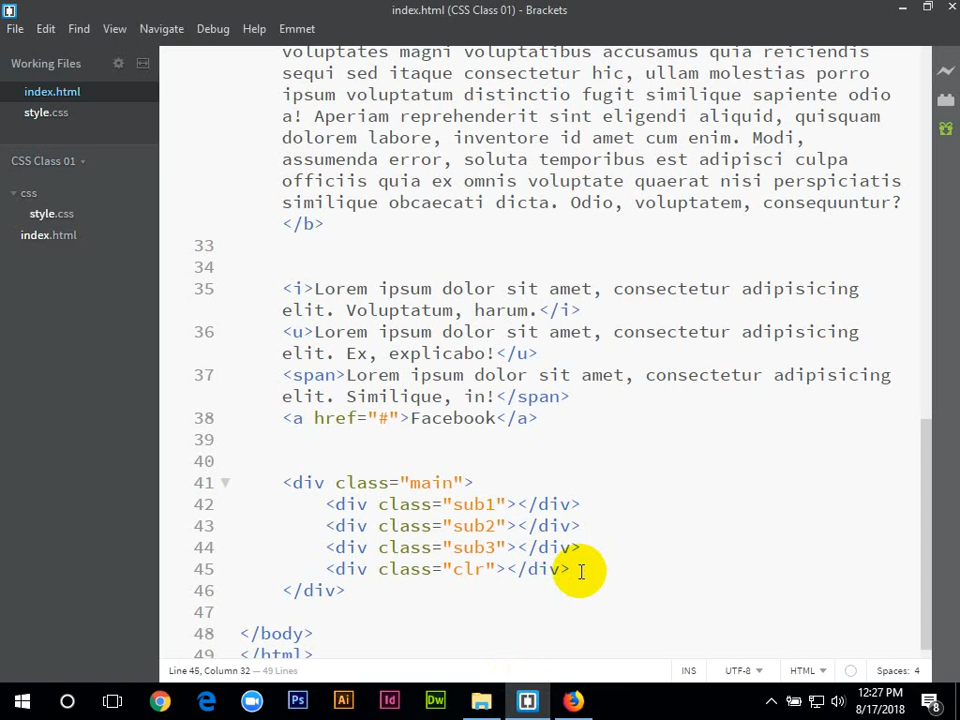 index.html (CSS Class 01) - Brackets
File Edit Find View Navigate Debug Help Emmet
Working Files
index.html
style.css
CSS Class 01
css
style.css
index.html
voluptates magni voluptatibus accusamus quia reiciendis
sequi sed itaque consectetur hic, ullam molestias porro
ipsum voluptatum distinctio fugit similique sapiente odio
a! Aperiam reprehenderit sint eligendi aliquid, quisquam
dolorem labore, inventore id amet cum enim. Modi,
assumenda error, soluta temporibus est adipisci culpa
officiis quia ex omnis voluptate quaerat nisi perspiciatis
similique obcaecati dicta. Odio, voluptatem, consequuntur?
</b>
33
34
35 <i>Lorem ipsum dolor sit amet, consectetur adipisicing
elit. Voluptatum, harum.</i>
36 <u>Lorem ipsum dolor sit amet, consectetur adipisicing
elit. Ex, explicabo!</u>
37 <span>Lorem ipsum dolor sit amet, consectetur adipisicing
elit. Similique, in!</span>
38 <a href="#">Facebook</a>
39
40
41 <div class="main">
42 <div class="sub1"></div>
43 <div class="sub2"></div>
44 <div class="sub3"></div>
45 <div class="clr"></div>
46 </div>
47
48 </body>
49 </html>
Line 45, Column 32 — 49 Lines
INS UTF-8 HTML Spaces: 4
Ps Ai Id Dw
12:27 PM
8/17/2018
8